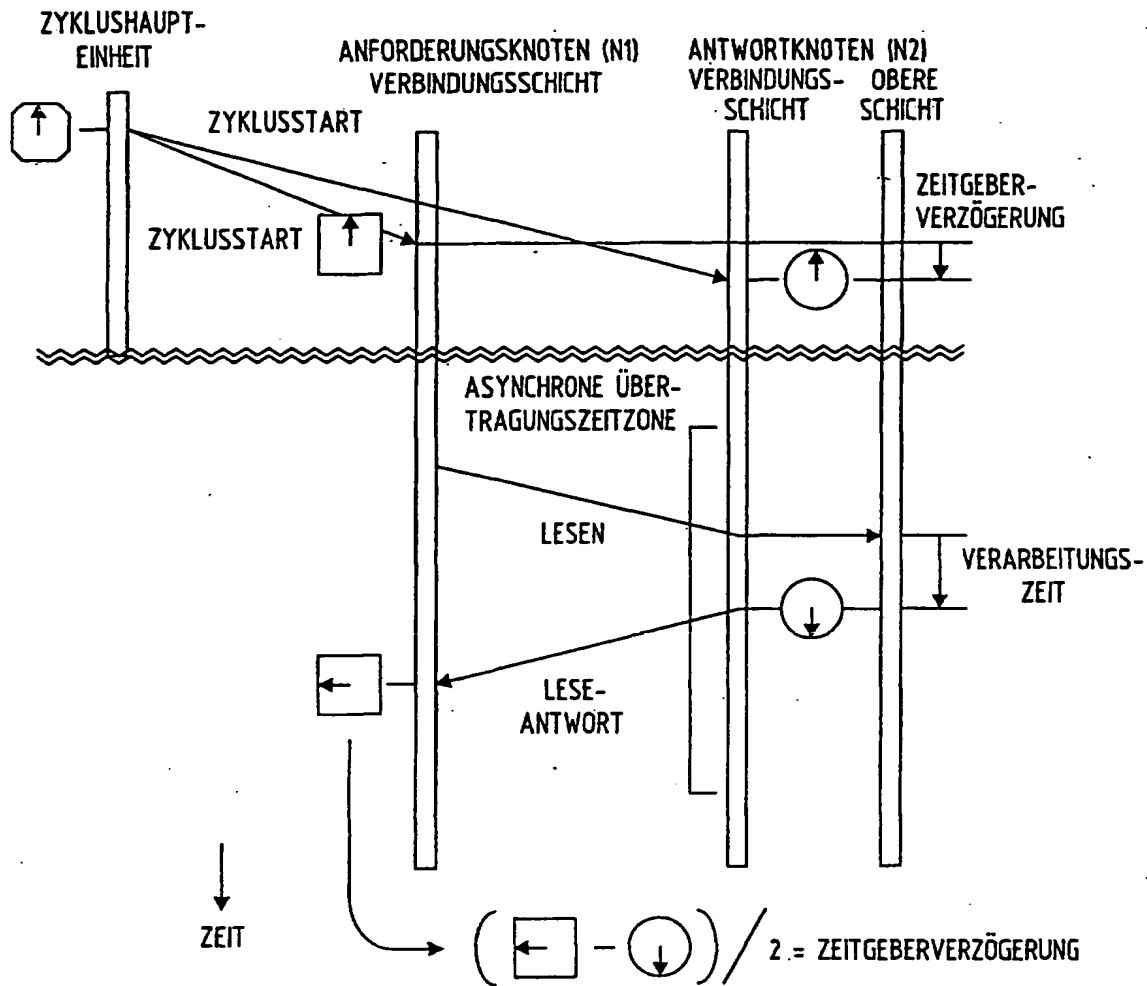 ZYKLUSHAUPT-
EINHEIT
ANFORDERUNGSKNOTEN (N1)
VERBINDUNGSSCHICHT
ANTWORTKNOTEN (N2)
VERBINDUNGS-
SCHICHT
OBERE
SCHICHT
ZYKLUSSTART
ZYKLUSSTART
ZEITGEBER-
VERZÖGERUNG
ASYNCHRONE ÜBER-
TRAGUNGSZEITZONE
LESEN
VERARBEITUNGS-
ZEIT
LESE-
ANTWORT
ZEIT
( - ) / 2 = ZEITGEBERVERZÖGERUNG